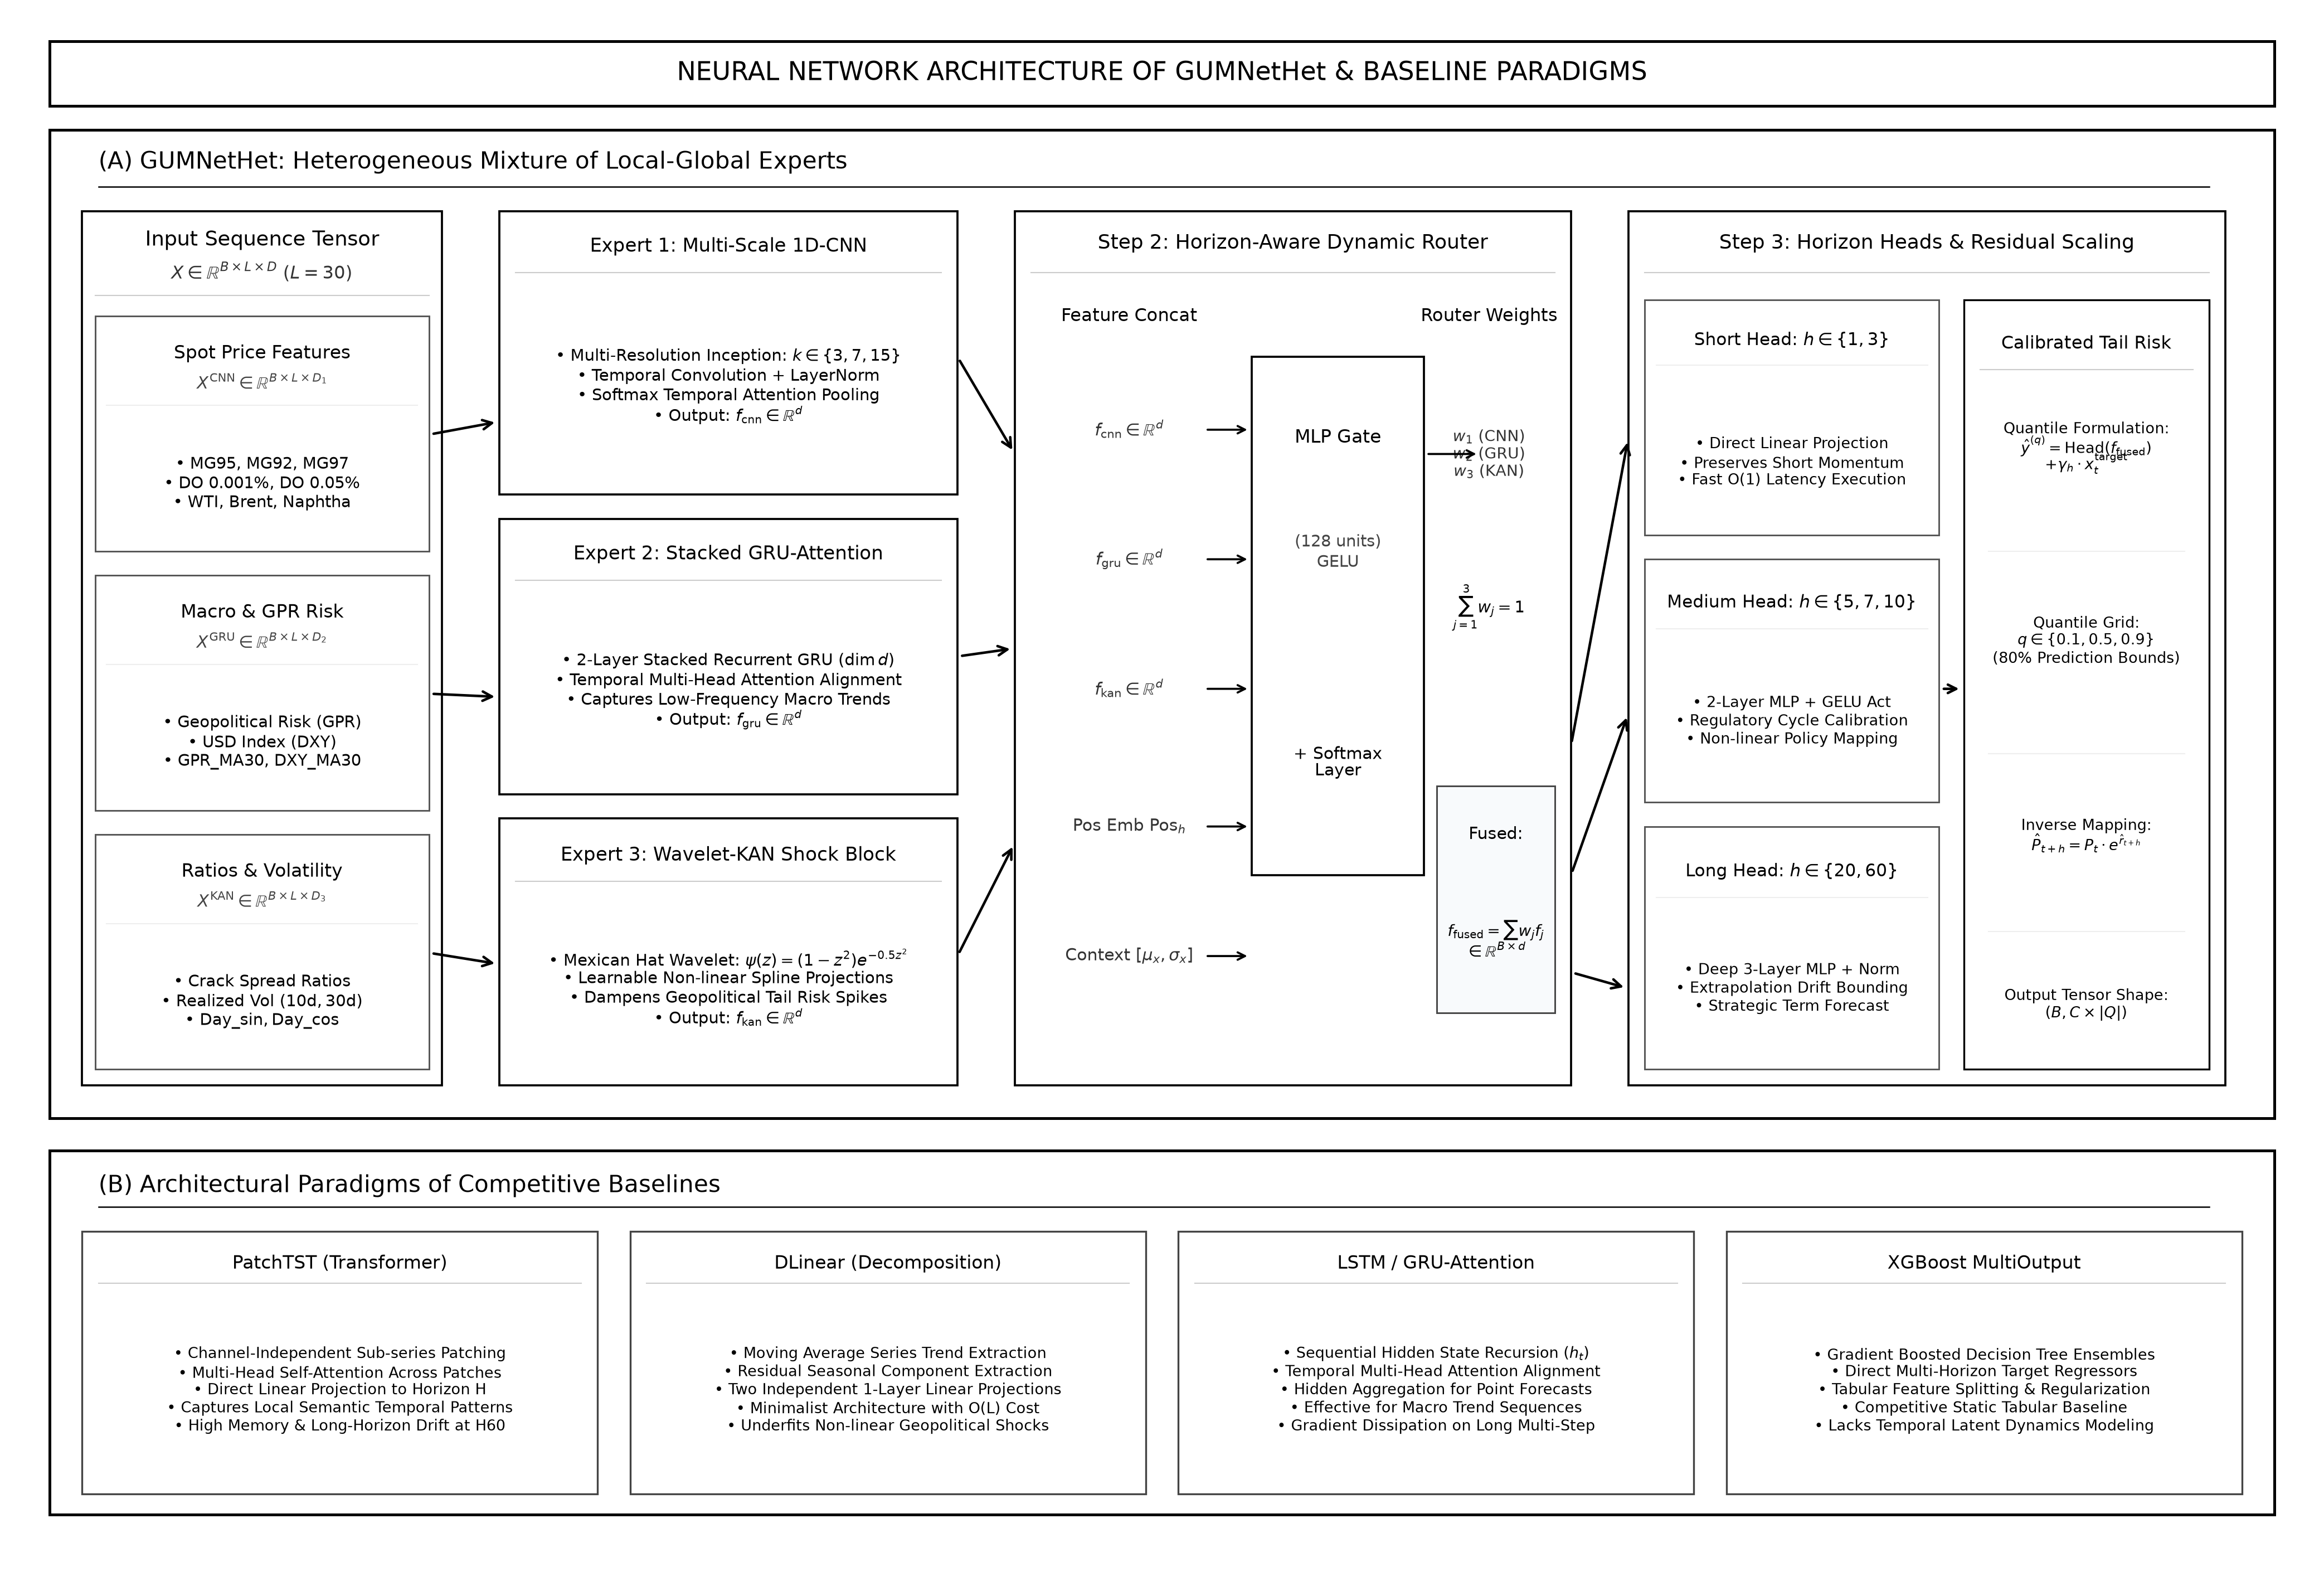 NEURAL NETWORK ARCHITECTURE OF GUMNetHet & BASELINE PARADIGMS
(A) GUMNetHet: Heterogeneous Mixture of Local-Global Experts
Input Sequence Tensor
X ∈ ℝ^{B×L×D} (L = 30)
Spot Price Features
X^{CNN} ∈ ℝ^{B×L×D₁}
• MG95, MG92, MG97
• DO 0.001%, DO 0.05%
• WTI, Brent, Naphtha
Macro & GPR Risk
X^{GRU} ∈ ℝ^{B×L×D₂}
• Geopolitical Risk (GPR)
• USD Index (DXY)
• GPR_MA30, DXY_MA30
Ratios & Volatility
X^{KAN} ∈ ℝ^{B×L×D₃}
• Crack Spread Ratios
• Realized Vol (10d, 30d)
• Day_sin, Day_cos
Expert 1: Multi-Scale 1D-CNN
• Multi-Resolution Inception: k ∈ {3, 7, 15}
• Temporal Convolution + LayerNorm
• Softmax Temporal Attention Pooling
• Output: f_{cnn} ∈ ℝ^d
Expert 2: Stacked GRU-Attention
• 2-Layer Stacked Recurrent GRU (dim d)
• Temporal Multi-Head Attention Alignment
• Captures Low-Frequency Macro Trends
• Output: f_{gru} ∈ ℝ^d
Expert 3: Wavelet-KAN Shock Block
• Mexican Hat Wavelet: ψ(z) = (1 − z²)e^{−0.5z²}
• Learnable Non-linear Spline Projections
• Dampens Geopolitical Tail Risk Spikes
• Output: f_{kan} ∈ ℝ^d
Step 2: Horizon-Aware Dynamic Router
Feature Concat
f_{cnn} ∈ ℝ^d
f_{gru} ∈ ℝ^d
f_{kan} ∈ ℝ^d
Pos Emb Pos_h
Context [μ_x, σ_x]
MLP Gate
(128 units)
GELU
+ Softmax
Layer
Router Weights
w₁ (CNN)
w₂ (GRU)
w₃ (KAN)
∑_{j=1}^{3} w_j = 1
Fused:
f_{fused} = ∑w_j f_j
∈ ℝ^{B×d}
Step 3: Horizon Heads & Residual Scaling
Short Head: h ∈ {1, 3}
• Direct Linear Projection
• Preserves Short Momentum
• Fast O(1) Latency Execution
Medium Head: h ∈ {5, 7, 10}
• 2-Layer MLP + GELU Act
• Regulatory Cycle Calibration
• Non-linear Policy Mapping
Long Head: h ∈ {20, 60}
• Deep 3-Layer MLP + Norm
• Extrapolation Drift Bounding
• Strategic Term Forecast
Calibrated Tail Risk
Quantile Formulation:
ŷ^{(q)} = Head(f_{fused})
+γ_h · x_t^{target}
Quantile Grid:
q ∈ {0.1, 0.5, 0.9}
(80% Prediction Bounds)
Inverse Mapping:
P̂_{t+h} = P_t · e^{r̂_{t+h}}
Output Tensor Shape:
(B, C × |Q|)
(B) Architectural Paradigms of Competitive Baselines
PatchTST (Transformer)
• Channel-Independent Sub-series Patching
• Multi-Head Self-Attention Across Patches
• Direct Linear Projection to Horizon H
• Captures Local Semantic Temporal Patterns
• High Memory & Long-Horizon Drift at H60
DLinear (Decomposition)
• Moving Average Series Trend Extraction
• Residual Seasonal Component Extraction
• Two Independent 1-Layer Linear Projections
• Minimalist Architecture with O(L) Cost
• Underfits Non-linear Geopolitical Shocks
LSTM / GRU-Attention
• Sequential Hidden State Recursion (h_t)
• Temporal Multi-Head Attention Alignment
• Hidden Aggregation for Point Forecasts
• Effective for Macro Trend Sequences
• Gradient Dissipation on Long Multi-Step
XGBoost MultiOutput
• Gradient Boosted Decision Tree Ensembles
• Direct Multi-Horizon Target Regressors
• Tabular Feature Splitting & Regularization
• Competitive Static Tabular Baseline
• Lacks Temporal Latent Dynamics Modeling